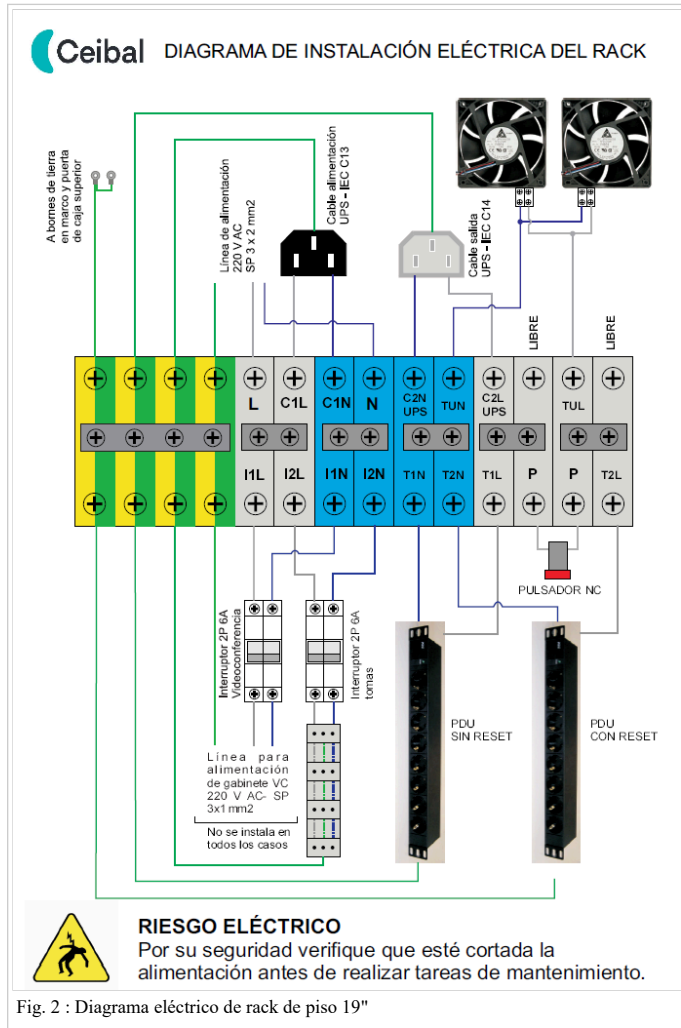 Ceibal
DIAGRAMA DE INSTALACIÓN ELÉCTRICA DEL RACK
A bornes de tierra
en marco y puerta
de caja superior
Línea de alimentación
220 V AC
SP 3 x 2 mm2
Cable alimentación
UPS - IEC C13
Cable salida
UPS - IEC C14
LIBRE
LIBRE
L
C1L
C1N
N
C2N
UPS
TUN
C2L
UPS
TUL
I1L
I2L
I1N
I2N
T1N
T2N
T1L
P
P
T2L
PULSADOR NC
Interruptor 2P 6A
Videoconferencia
Interruptor 2P 6A
tomas
PDU
SIN RESET
PDU
CON RESET
Línea para
alimentación
de gabinete VC
220 V AC- SP
3x1 mm2
No se instala en
todos los casos
RIESGO ELÉCTRICO
Por su seguridad verifique que esté cortada la
alimentación antes de realizar tareas de mantenimiento.
Fig. 2 : Diagrama eléctrico de rack de piso 19"